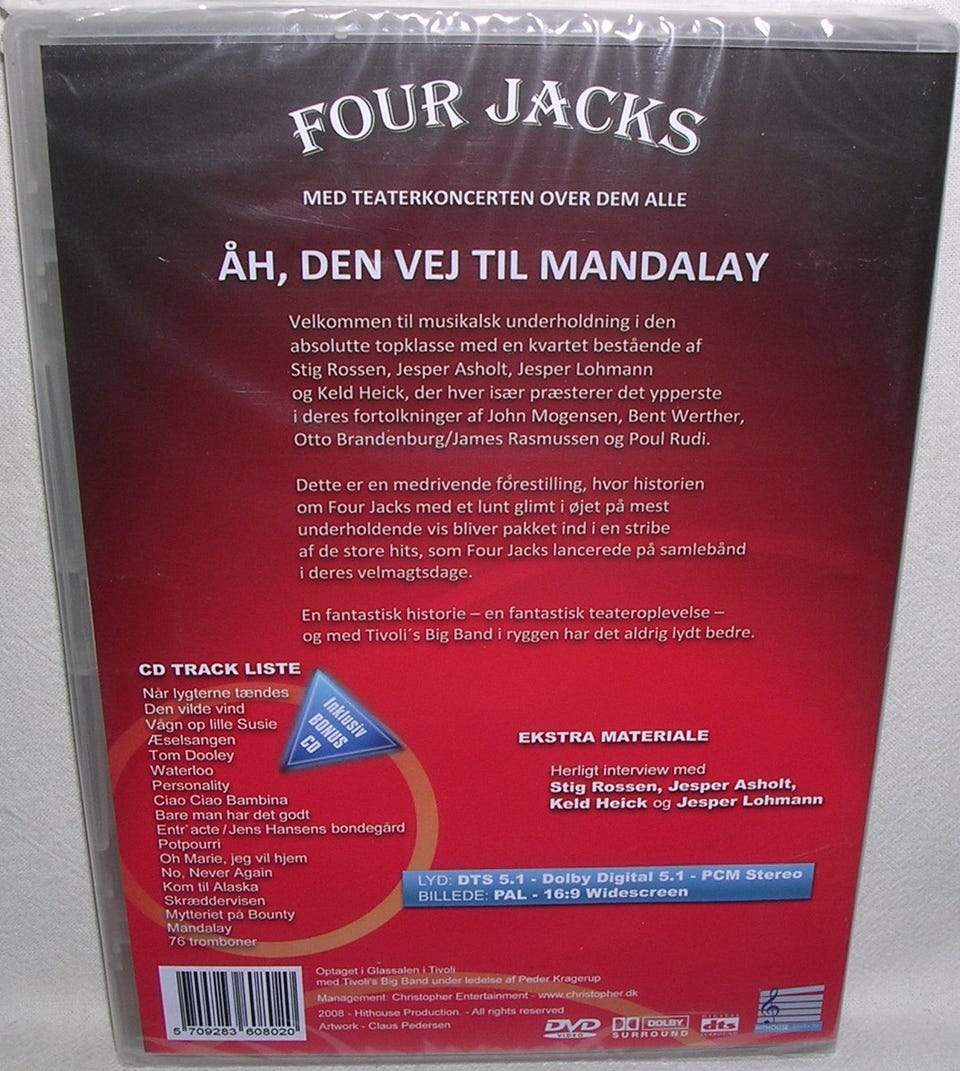 FOUR JACKS
MED TEATERKONCERTEN OVER DEM ALLE
ÅH, DEN VEJ TIL MANDALAY
Velkommen til musikalsk underholdning i den
absolutte topklasse med en kvartet bestående af
Stig Rossen, Jesper Asholt, Jesper Lohmann
og Keld Heick, der hver især præsterer det ypperste
i deres fortolkninger af John Mogensen, Bent Werther,
Otto Brandenburg/James Rasmussen og Poul Rudi.
Dette er en medrivende forestilling, hvor historien
om Four Jacks med et lunt glimt i øjet på mest
underholdende vis bliver pakket ind i en stribe
af de store hits, som Four Jacks lancerede på samlebånd
i deres velmagtsdage.
En fantastisk historie – en fantastisk teateroplevelse –
og med Tivoli´s Big Band i ryggen har det aldrig lydt bedre.
CD TRACK LISTE
Når lygterne tændes
Den vilde vind
Vågn op lille Susie
Æselsangen
Tom Dooley
Waterloo
Personality
Ciao Ciao Bambina
Bare man har det godt
Entr`acte / Jens Hansens bondegård
Potpourri
Oh Marie, jeg vil hjem
No, Never Again
Kom til Alaska
Skræddervisen
Mytteriet på Bounty
Mandalay
76 tromboner
Inklusiv
BONUS
CD
EKSTRA MATERIALE
Herligt interview med
Stig Rossen, Jesper Asholt,
Keld Heick og Jesper Lohmann
LYD: DTS 5.1 - Dolby Digital 5.1 - PCM Stereo
BILLEDE: PAL - 16:9 Widescreen
5 709283 608020
Optaget i Glassalen i Tivoli
med Tivoli's Big Band under ledelse af Peder Kragerup
Management: Christopher Entertainment - www.christopher.dk
2008 - Hithouse Production. - All rights reserved
Artwork - Claus Pedersen
DVD
VIDEO
DOLBY
SURROUND
DIGITAL
dts
SURROUND
HITHOUSE